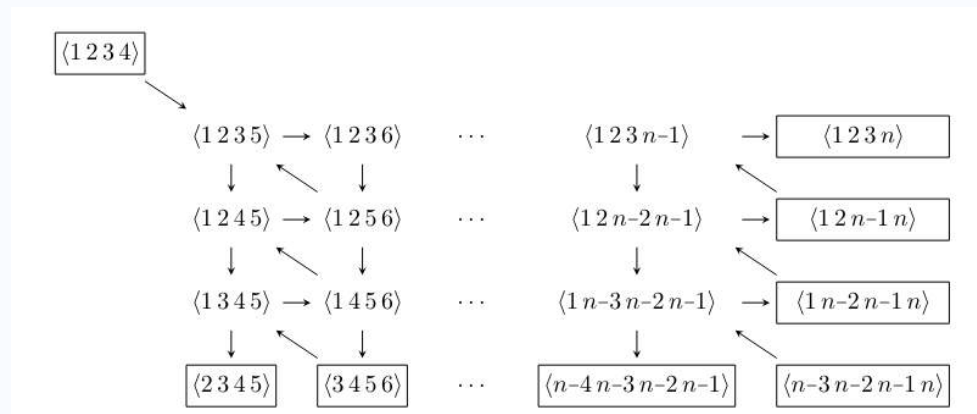 ⟨1 2 3 4⟩
⟨1 2 3 5⟩ ⟨1 2 3 6⟩ ⋯ ⟨1 2 3 n–1⟩ ⟨1 2 3 n⟩
⟨1 2 4 5⟩ ⟨1 2 5 6⟩ ⋯ ⟨1 2 n–2 n–1⟩ ⟨1 2 n–1 n⟩
⟨1 3 4 5⟩ ⟨1 4 5 6⟩ ⋯ ⟨1 n–3 n–2 n–1⟩ ⟨1 n–2 n–1 n⟩
⟨2 3 4 5⟩ ⟨3 4 5 6⟩ ⋯ ⟨n–4 n–3 n–2 n–1⟩ ⟨n–3 n–2 n–1 n⟩